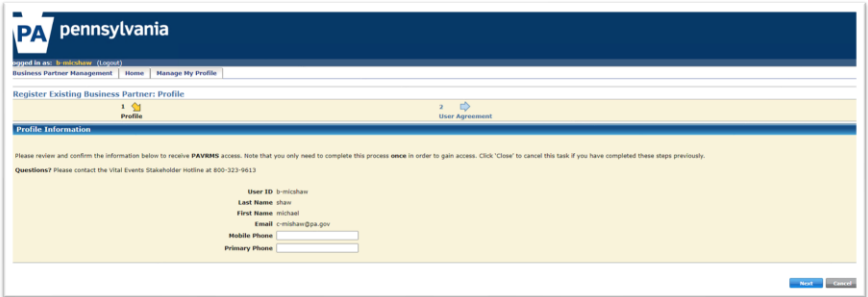 PA pennsylvania
ogged in as: b-micshaw (Logout)
Business Partner Management Home Manage My Profile
Register Existing Business Partner: Profile
1 2
Profile User Agreement
Profile Information
Please review and confirm the information below to receive PAVRMS access. Note that you only need to complete this process once in order to gain access. Click 'Close' to cancel this task if you have completed these steps previously.
Questions? Please contact the Vital Events Stakeholder Hotline at 800-323-9613
User ID b-micshaw
Last Name shaw
First Name michael
Email c-mishaw@pa.gov
Mobile Phone
Primary Phone
Next Cancel